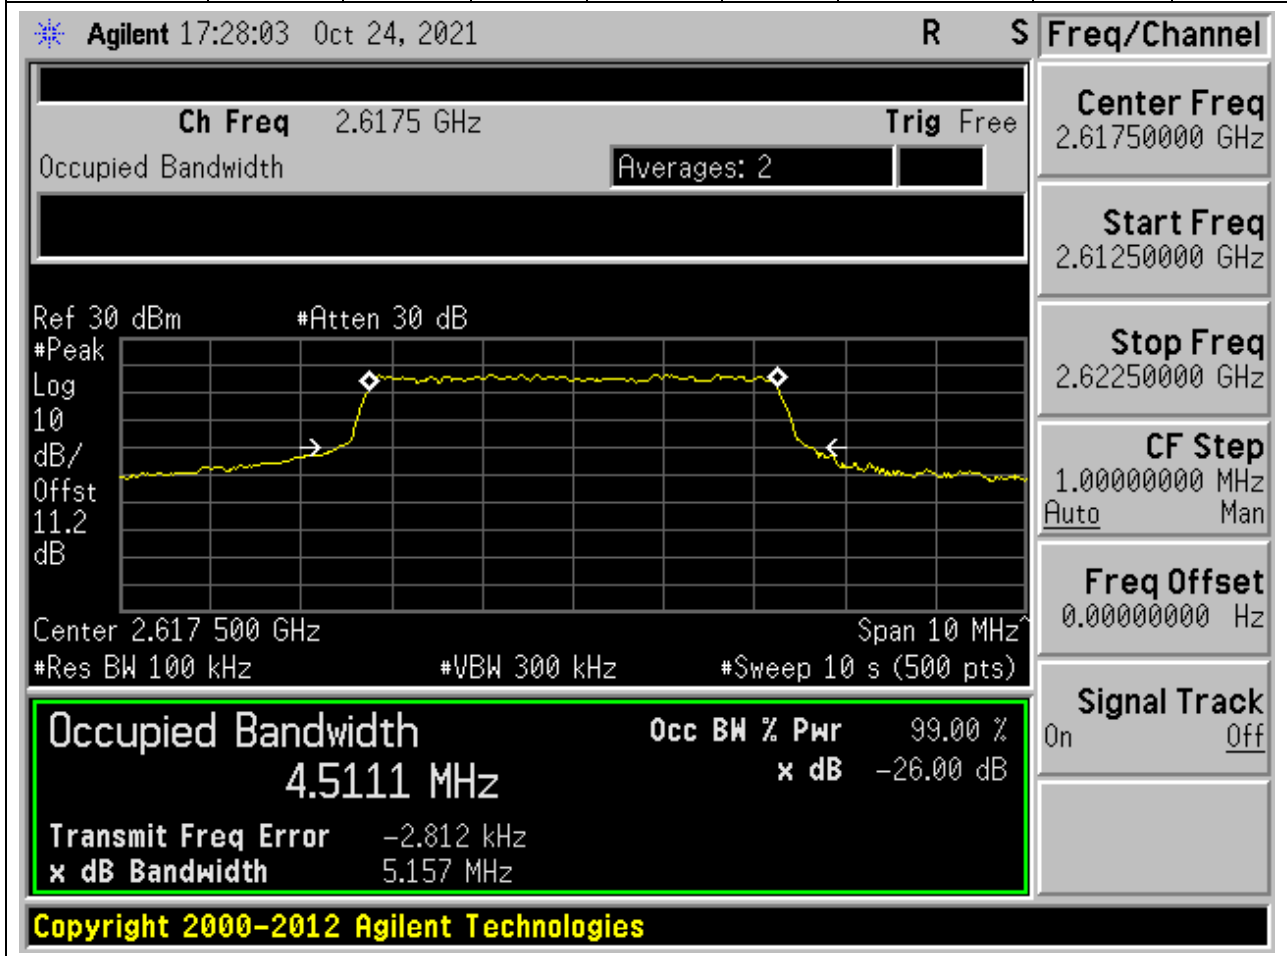 Agilent 17:28:03 Oct 24, 2021 R S
Freq/Channel
Ch Freq 2.6175 GHz Trig Free
Occupied Bandwidth Averages: 2
Center Freq
2.61750000 GHz
Start Freq
2.61250000 GHz
Stop Freq
2.62250000 GHz
CF Step
1.00000000 MHz
Auto Man
Freq Offset
0.00000000 Hz
Signal Track
On Off
Ref 30 dBm #Atten 30 dB
#Peak
Log
10
dB/
Offst
11.2
dB
Center 2.617 500 GHz Span 10 MHz^
#Res BW 100 kHz #VBW 300 kHz #Sweep 10 s (500 pts)
Occupied Bandwidth Occ BW % Pwr 99.00 %
4.5111 MHz x dB -26.00 dB
Transmit Freq Error -2.812 kHz
x dB Bandwidth 5.157 MHz
Copyright 2000-2012 Agilent Technologies